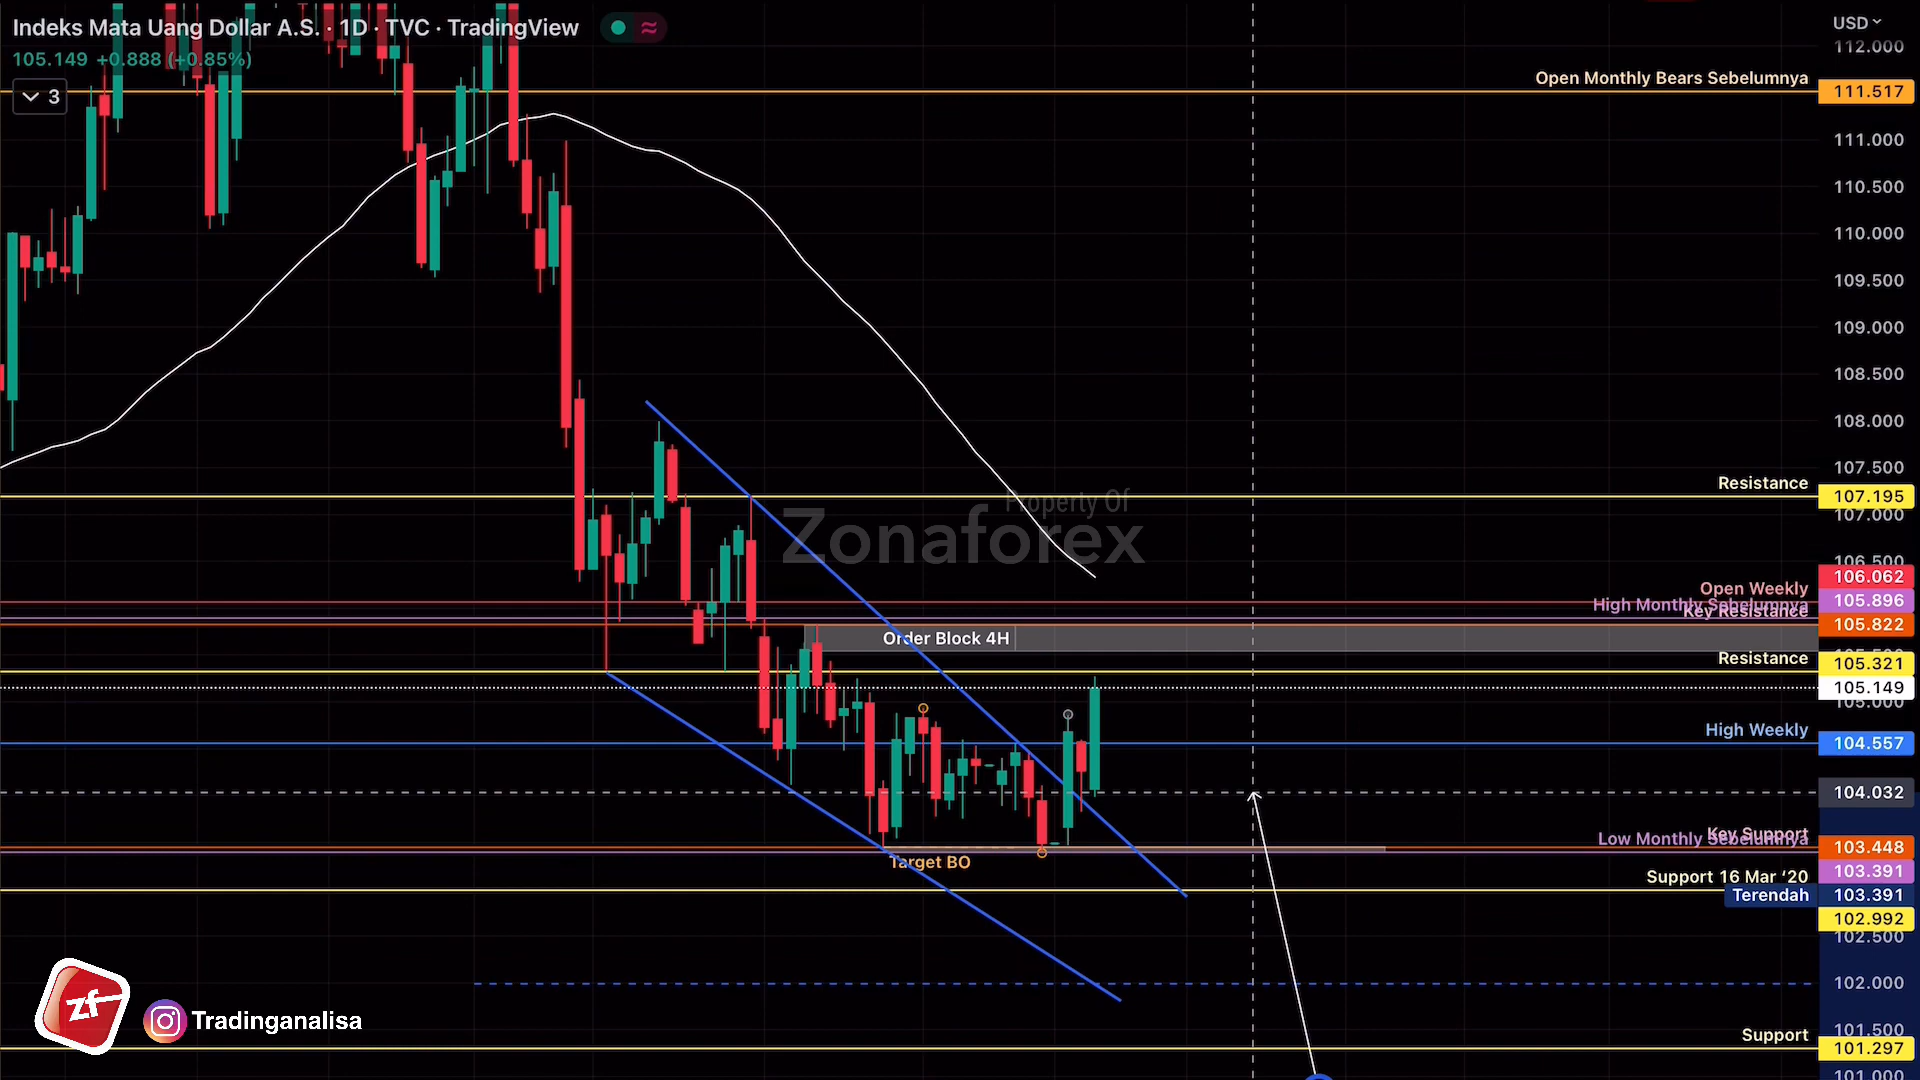 Indeks Mata Uang Dollar A.S. · 1D · TVC · TradingView
105.149 +0.888 (+0.85%)
3
USD
112.000
Open Monthly Bears Sebelumnya
111.517
111.000
110.500
110.000
109.500
109.000
108.500
108.000
107.500
Resistance
107.195
107.000
Property Of
Zonaforex
106.500
106.062
Open Weekly
105.896
High Monthly Sebelumnya
Key Resistance
105.822
Order Block 4H
105.500
Resistance
105.321
105.149
105.000
High Weekly
104.557
104.032
Key Support
Low Monthly Sebelumnya
103.448
Target BO
103.391
Support 16 Mar ‘20
Terendah
103.391
102.992
102.500
102.000
zf
Tradinganalisa
101.500
Support
101.297
101.000